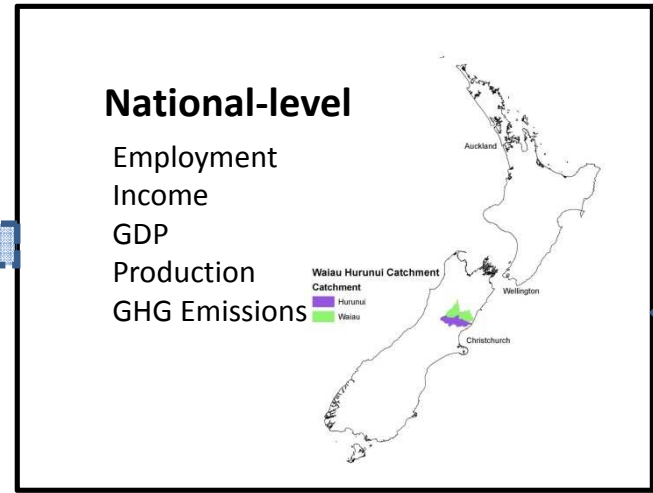 National-level
Employment
Income
GDP
Production
GHG Emissions
Auckland
Waiau Hurunui Catchment
Catchment
Hurunui
Waiau
Wellington
Christchurch